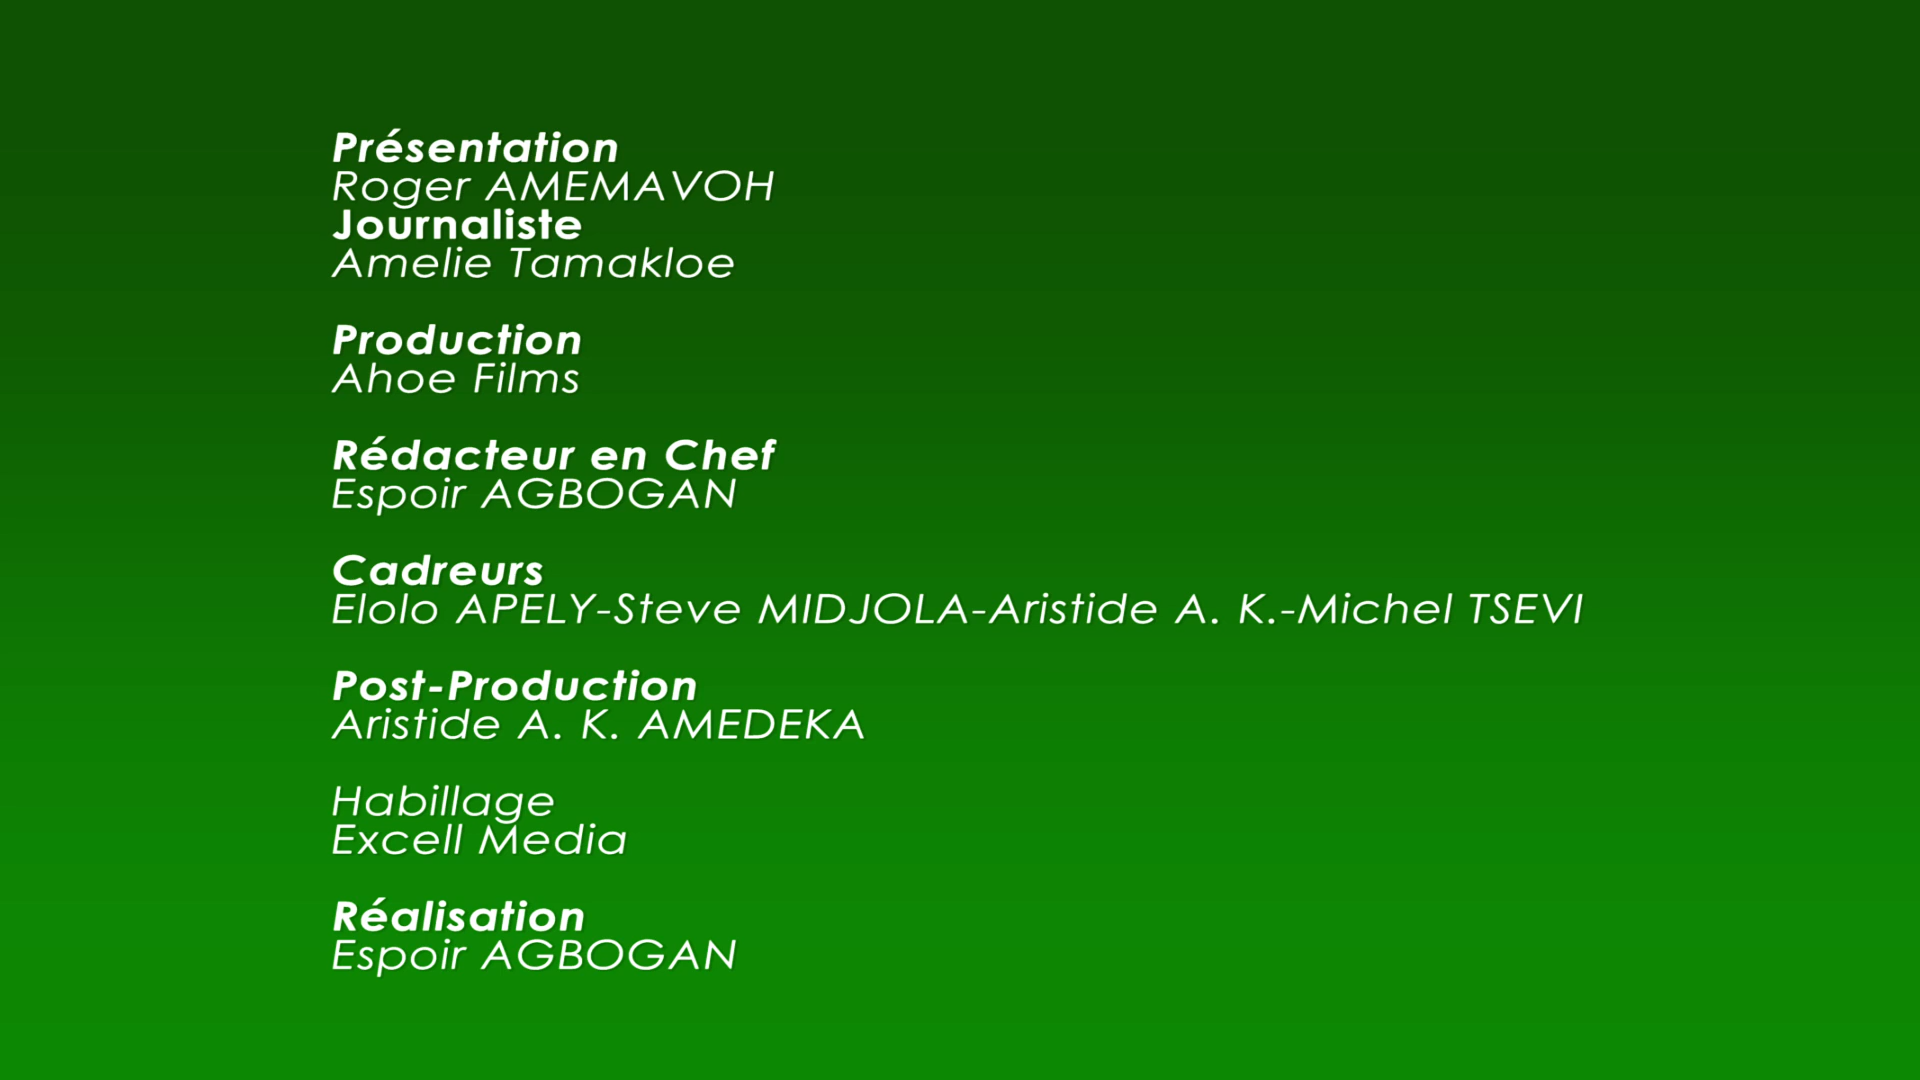 Présentation
Roger AMEMAVOH
Journaliste
Amelie Tamakloe
Production
Ahoe Films
Rédacteur en Chef
Espoir AGBOGAN
Cadreurs
Elolo APELY-Steve MIDJOLA-Aristide A. K.-Michel TSEVI
Post-Production
Aristide A. K. AMEDEKA
Habillage
Excell Media
Réalisation
Espoir AGBOGAN